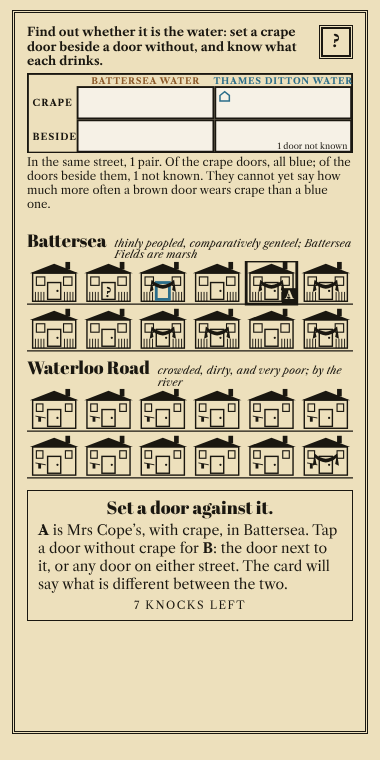 Find out whether it is the water: set a crape
door beside a door without, and know what
each drinks.
?
BATTERSEA WATER THAMES DITTON WATER
CRAPE
BESIDE
1 door not known
In the same street, 1 pair. Of the crape doors, all blue; of the
doors beside them, 1 not known. They cannot yet say how
much more often a brown door wears crape than a blue
one.
Battersea thinly peopled, comparatively genteel; Battersea
Fields are marsh
?
A
Waterloo Road crowded, dirty, and very poor; by the
river
Set a door against it.
A is Mrs Cope's, with crape, in Battersea. Tap
a door without crape for B: the door next to
it, or any door on either street. The card will
say what is different between the two.
7 KNOCKS LEFT